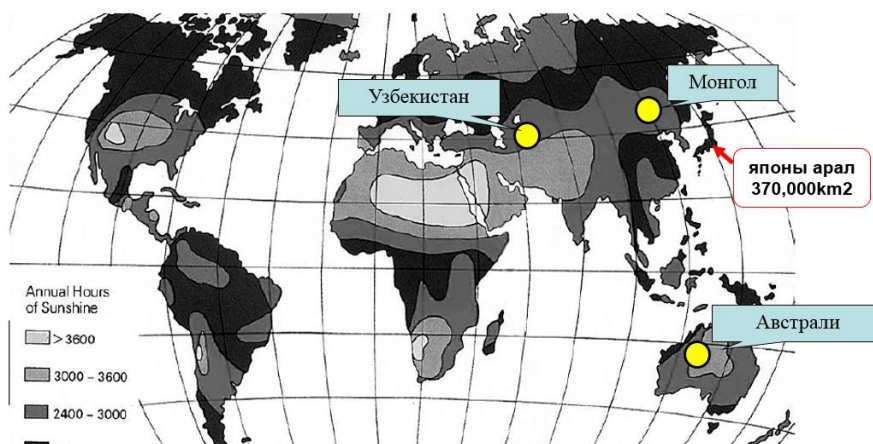 Монгол
Узбекистан
японы арал
370,000km2
Австрали
Annual Hours
of Sunshine
> 3600
3000 – 3600
2400 – 3000